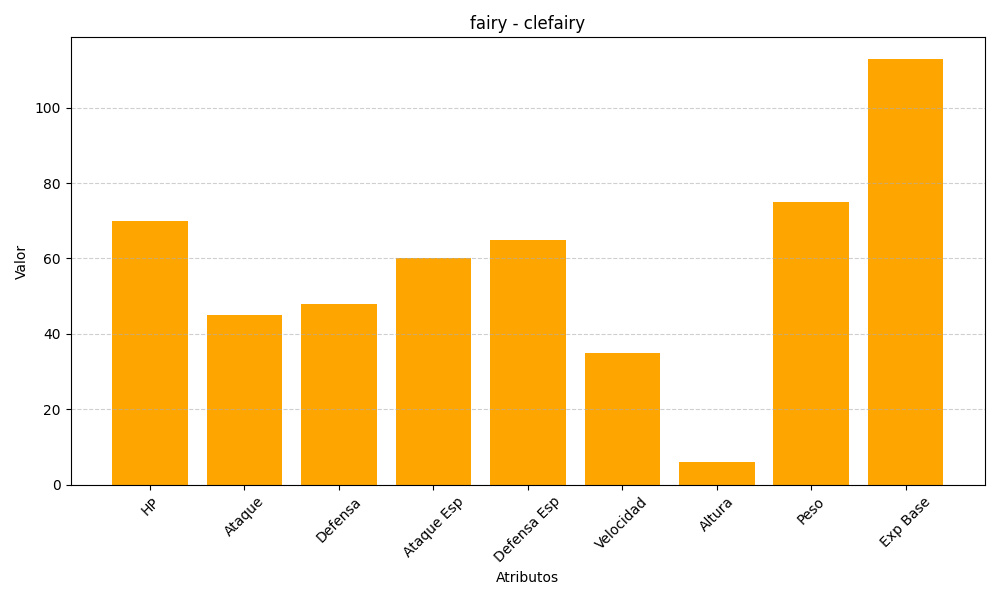 fairy - clefairy
Valor
100
80
60
40
20
0
HP
Ataque
Defensa
Ataque Esp
Defensa Esp
Velocidad
Altura
Peso
Exp Base
Atributos